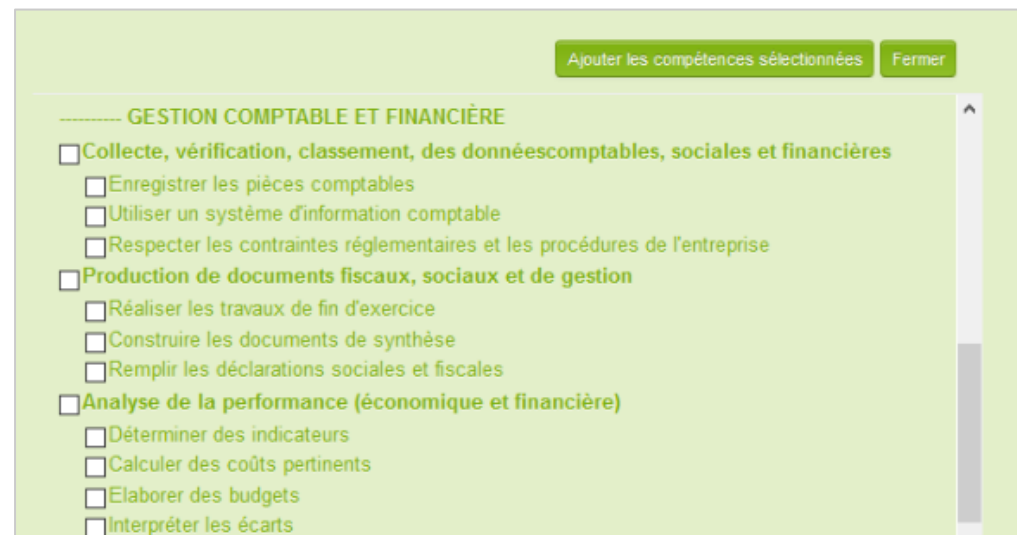 Ajouter les compétences sélectionnées Fermer
---------- GESTION COMPTABLE ET FINANCIÈRE
Collecte, vérification, classement, des donnéescomptables, sociales et financières
Enregistrer les pièces comptables
Utiliser un système d'information comptable
Respecter les contraintes réglementaires et les procédures de l'entreprise
Production de documents fiscaux, sociaux et de gestion
Réaliser les travaux de fin d'exercice
Construire les documents de synthèse
Remplir les déclarations sociales et fiscales
Analyse de la performance (économique et financière)
Déterminer des indicateurs
Calculer des coûts pertinents
Elaborer des budgets
Interpréter les écarts